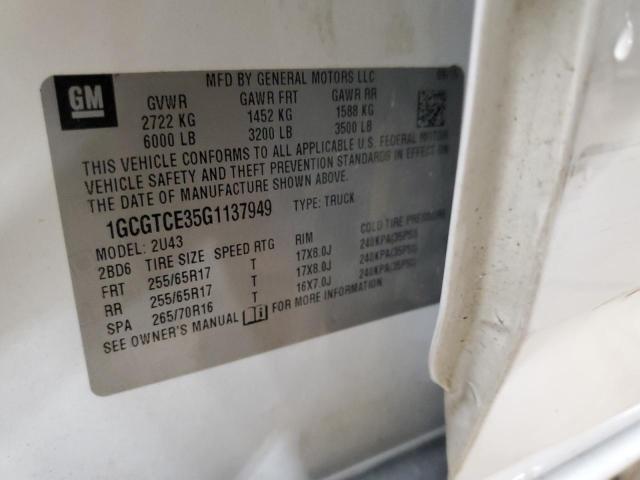 GM
MFD BY GENERAL MOTORS LLC
GVWR GAWR FRT GAWR RR
2722 KG 1452 KG 1588 KG
6000 LB 3200 LB 3500 LB
THIS VEHICLE CONFORMS TO ALL APPLICABLE U.S. FEDERAL MOTOR
VEHICLE SAFETY AND THEFT PREVENTION STANDARDS IN EFFECT ON
THE DATE OF MANUFACTURE SHOWN ABOVE.
1GCGTCE35G1137949 TYPE: TRUCK
MODEL: 2U43
2BD6 TIRE SIZE SPEED RTG RIM COLD TIRE PRESSURE
FRT 255/65R17 T 17X8.0J 240KPA(35PSI)
RR 255/65R17 T 17X8.0J 240KPA(35PSI)
SPA 265/70R16 T 16X7.0J 240KPA(35PSI)
SEE OWNER'S MANUAL FOR MORE INFORMATION